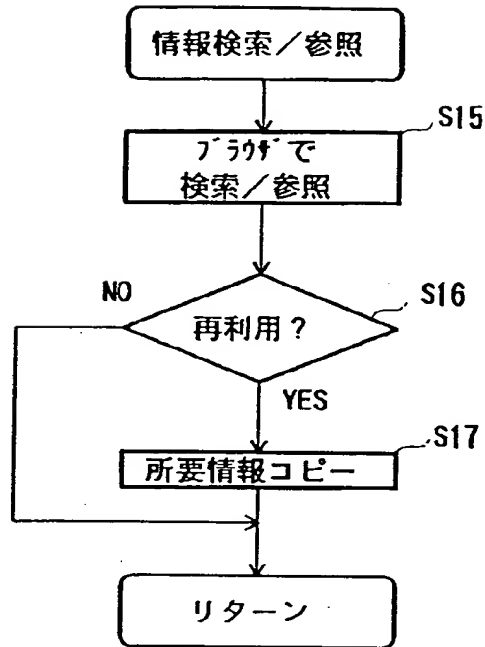 情報検索／参照
S15
ブラウザで
検索／参照
NO
S16
再利用？
YES
S17
所要情報コピー
リターン